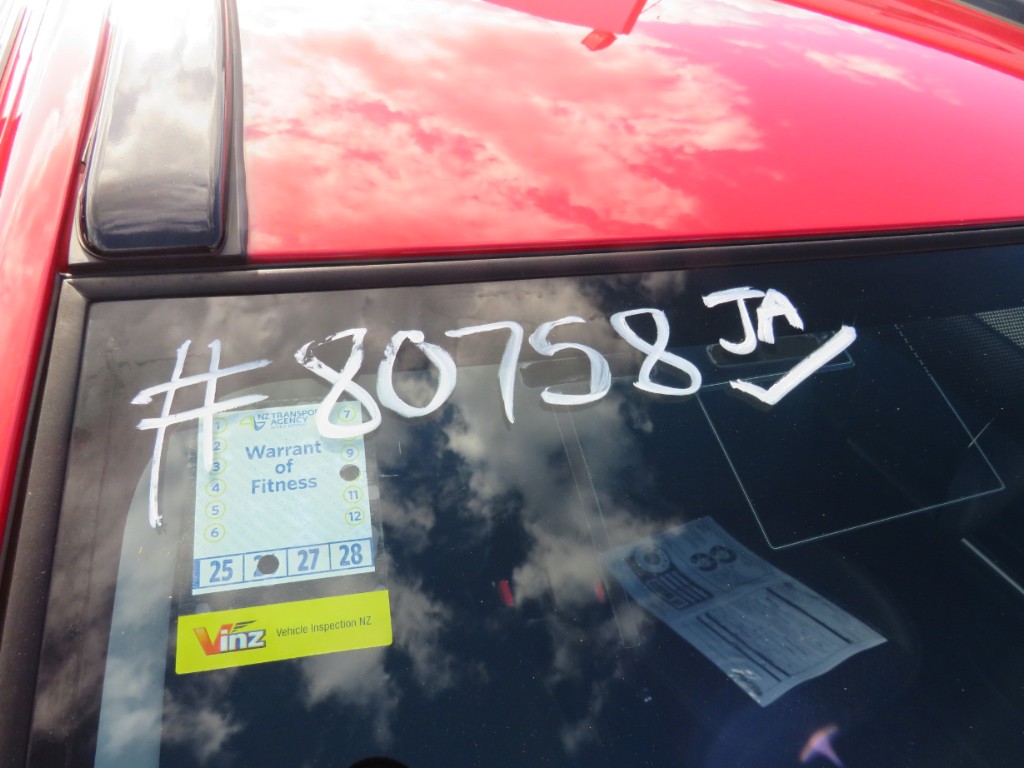 #80758 JA
NZ TRANSPORT
AGENCY
Warrant
of
Fitness
1
2
3
4
5
6
7
9
11
12
25 27 28
Vinz Vehicle Inspection NZ